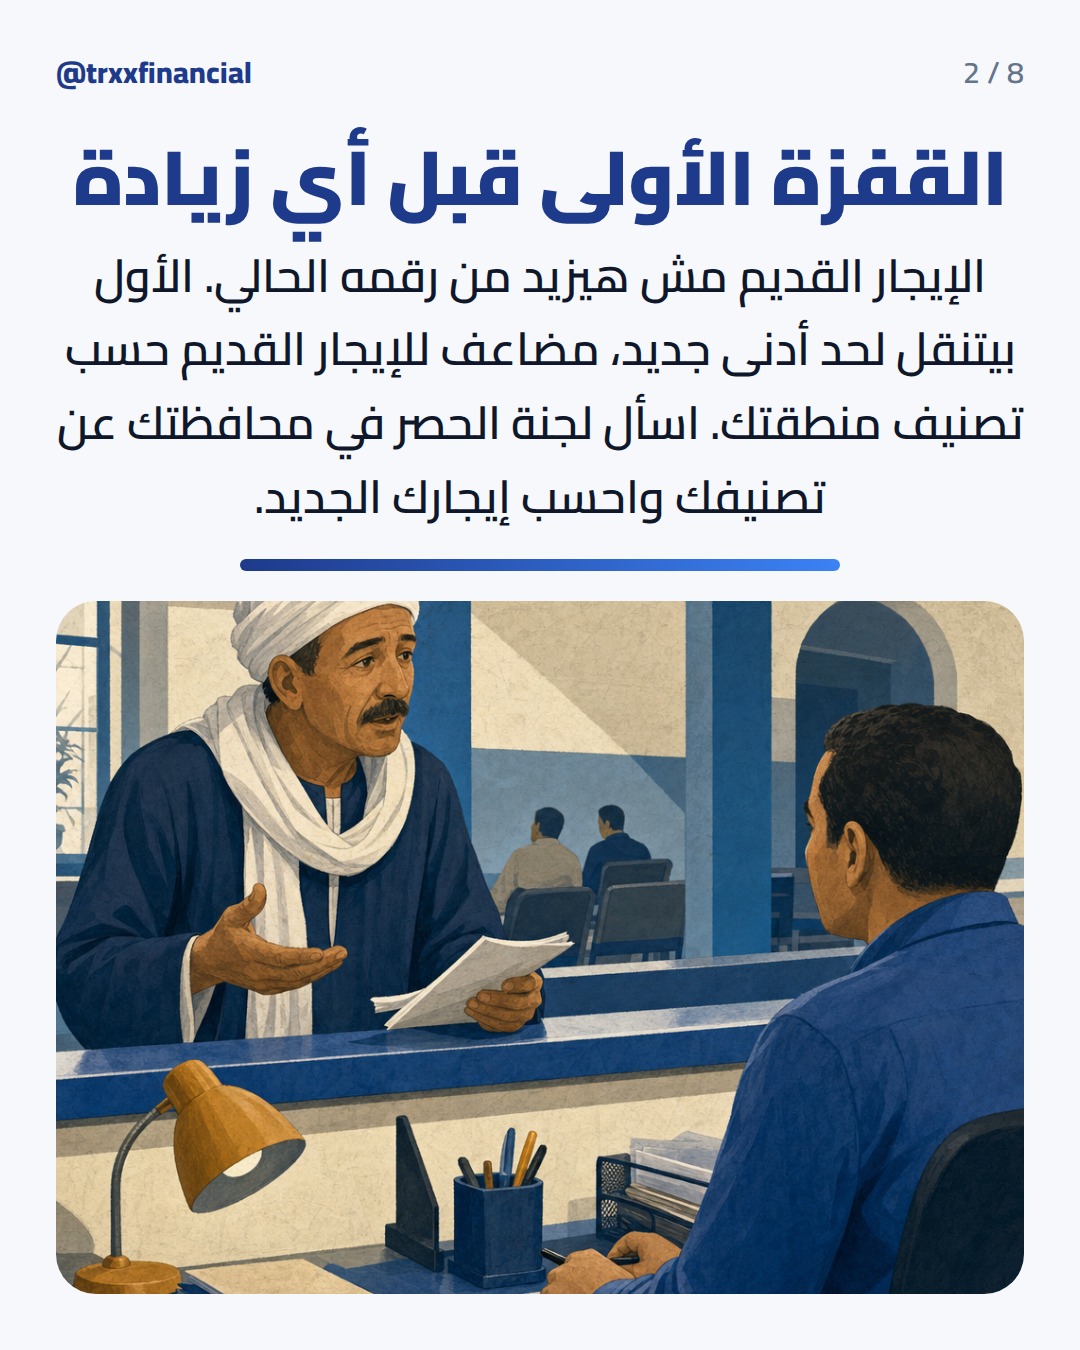 @trxxfinancial
2 / 8
القفزة الأولى قبل أي زيادة
الإيجار القديم مش هيزيد من رقمه الحالي. الأول
بيتنقل لحد أدنى جديد، مضاعف للإيجار القديم حسب
تصنيف منطقتك. اسأل لجنة الحصر في محافظتك عن
تصنيفك واحسب إيجارك الجديد.